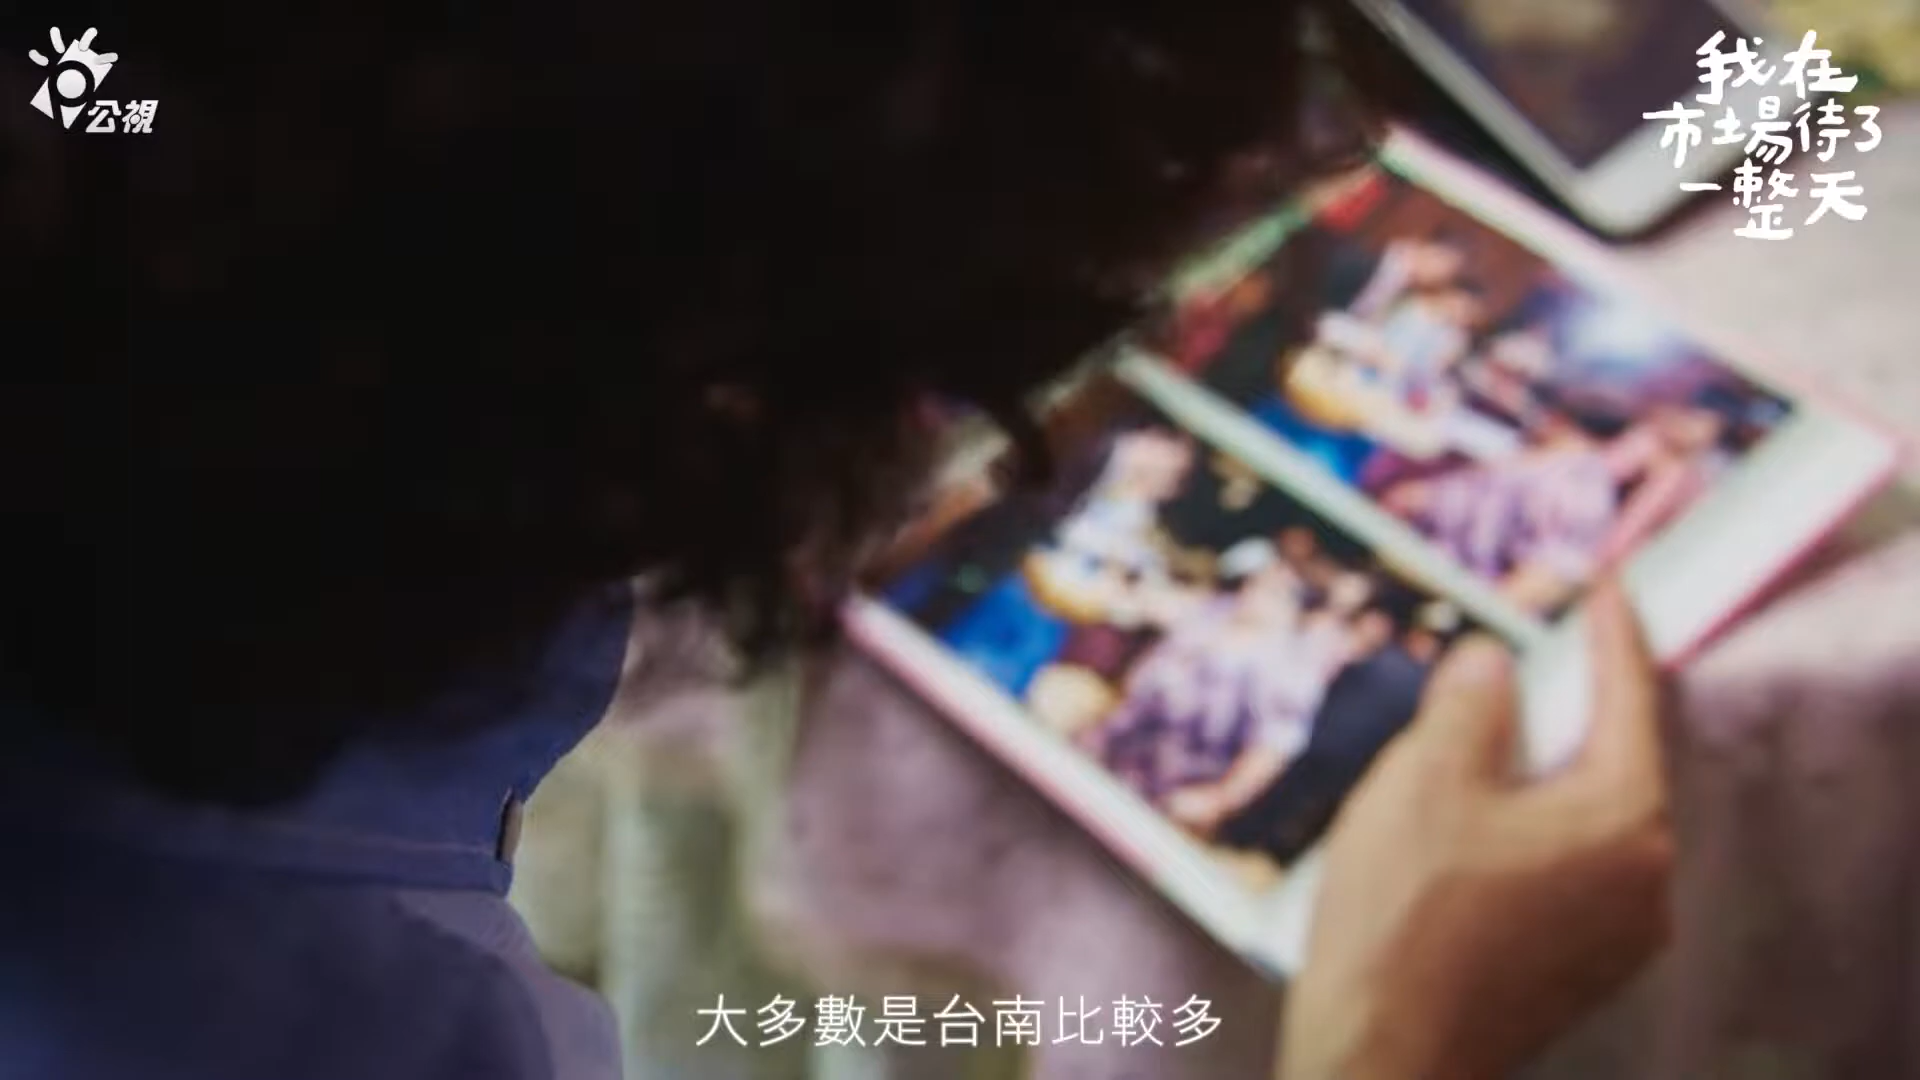 公視
我在
市場待了
一整天
大多數是台南比較多